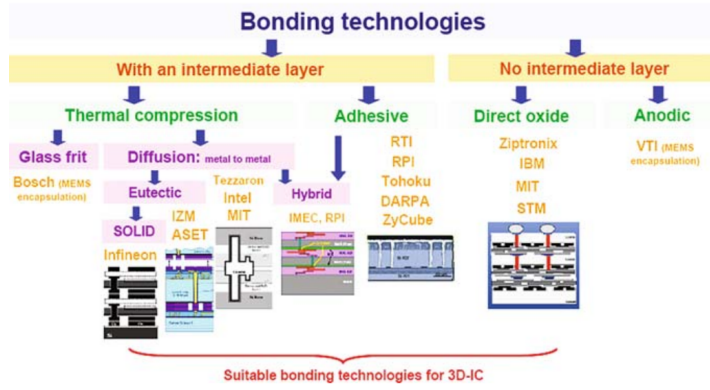 Bonding technologies
With an intermediate layer
No intermediate layer
Thermal compression
Adhesive
Direct oxide
Anodic
Glass frit
Bosch (MEMS
encapsulation)
Diffusion: metal to metal
Eutectic
SOLID
Infineon
IZM
ASET
Tezzaron
Intel
MIT
Hybrid
IMEC, RPI
RTI
RPI
Tohoku
DARPA
ZyCube
Ziptronix
IBM
MIT
STM
VTI (MEMS
encapsulation)
Suitable bonding technologies for 3D-IC